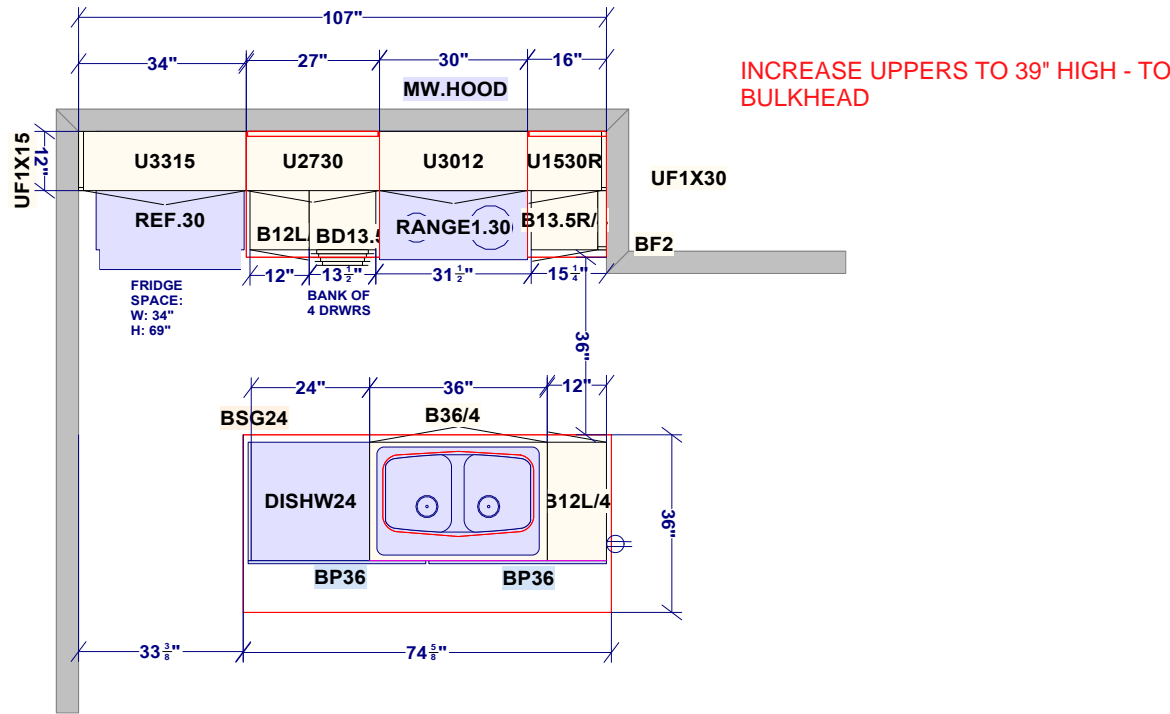 107"
34"
27"
30"
16"
MW.HOOD
INCREASE UPPERS TO 39" HIGH - TO
BULKHEAD
UF1X15
12"
U3315
U2730
U3012
U1530R
UF1X30
REF.30
B12L/
BD13.5
RANGE1.30
B13.5R/
BF2
12"
13 1/2"
31 1/2"
15 1/4"
FRIDGE
SPACE:
W: 34"
H: 69"
BANK OF
4 DRWRS
36"
24"
36"
12"
BSG24
B36/4
DISHW24
B12L/4
36"
BP36
BP36
33 3/8"
74 5/8"